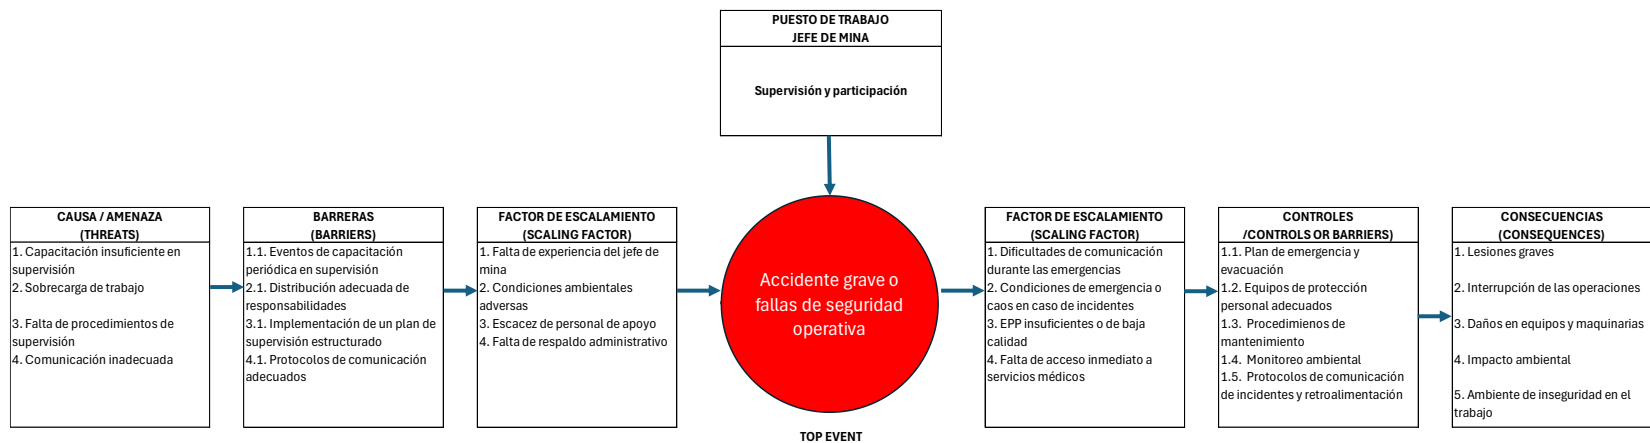 PUESTO DE TRABAJO
JEFE DE MINA
Supervisión y participación
CAUSA / AMENAZA
(THREATS)
1. Capacitación insuficiente en
supervisión
2. Sobrecarga de trabajo
3. Falta de procedimientos de
supervisión
4. Comunicación inadecuada
BARRERAS
(BARRIERS)
1.1. Eventos de capacitación
periódica en supervisión
2.1. Distribución adecuada de
responsabilidades
3.1. Implementación de un plan de
supervisión estructurado
4.1. Protocolos de comunicación
adecuados
FACTOR DE ESCALAMIENTO
(SCALING FACTOR)
1. Falta de experiencia del jefe de
mina
2. Condiciones ambientales
adversas
3. Escacez de personal de apoyo
4. Falta de respaldo administrativo
Accidente grave o
fallas de seguridad
operativa
TOP EVENT
FACTOR DE ESCALAMIENTO
(SCALING FACTOR)
1. Dificultades de comunicación
durante las emergencias
2. Condiciones de emergencia o
caos en caso de incidentes
3. EPP insuficientes o de baja
calidad
4. Falta de acceso inmediato a
servicios médicos
CONTROLES
/CONTROLS OR BARRIERS)
1.1. Plan de emergencia y
evacuación
1.2. Equipos de protección
personal adecuados
1.3. Procedimienos de
mantenimiento
1.4. Monitoreo ambiental
1.5. Protocolos de comunicación
de incidentes y retroalimentación
CONSECUENCIAS
(CONSEQUENCES)
1. Lesiones graves
2. Interrupción de las operaciones
3. Daños en equipos y maquinarias
4. Impacto ambiental
5. Ambiente de inseguridad en el
trabajo